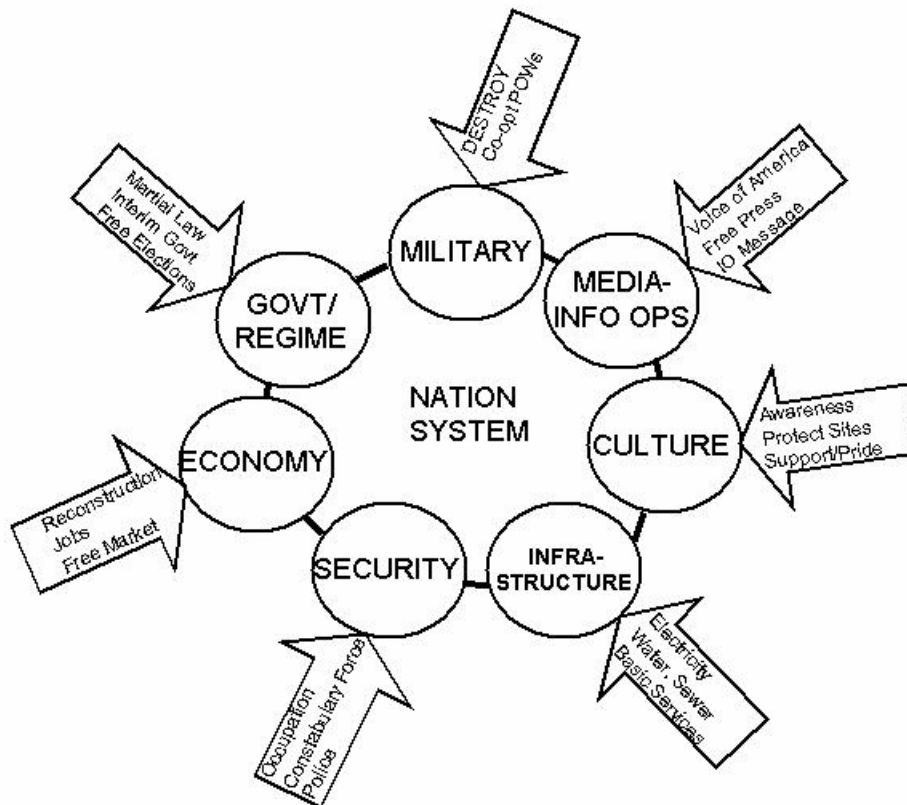 DESTROY
Co-opt POWs
MILITARY
Voice of America
Free Press
IO Message
MEDIA-
INFO OPS
Awareness
Protect Sites
Support/Pride
CULTURE
Electricity
Water, Sewer
Basic Services
INFRA-
STRUCTURE
Occupation
Constabulary Force
Police
SECURITY
Reconstruction
Jobs
Free Market
ECONOMY
Martial Law
Interim Govt
Free Elections
GOVT/
REGIME
NATION
SYSTEM